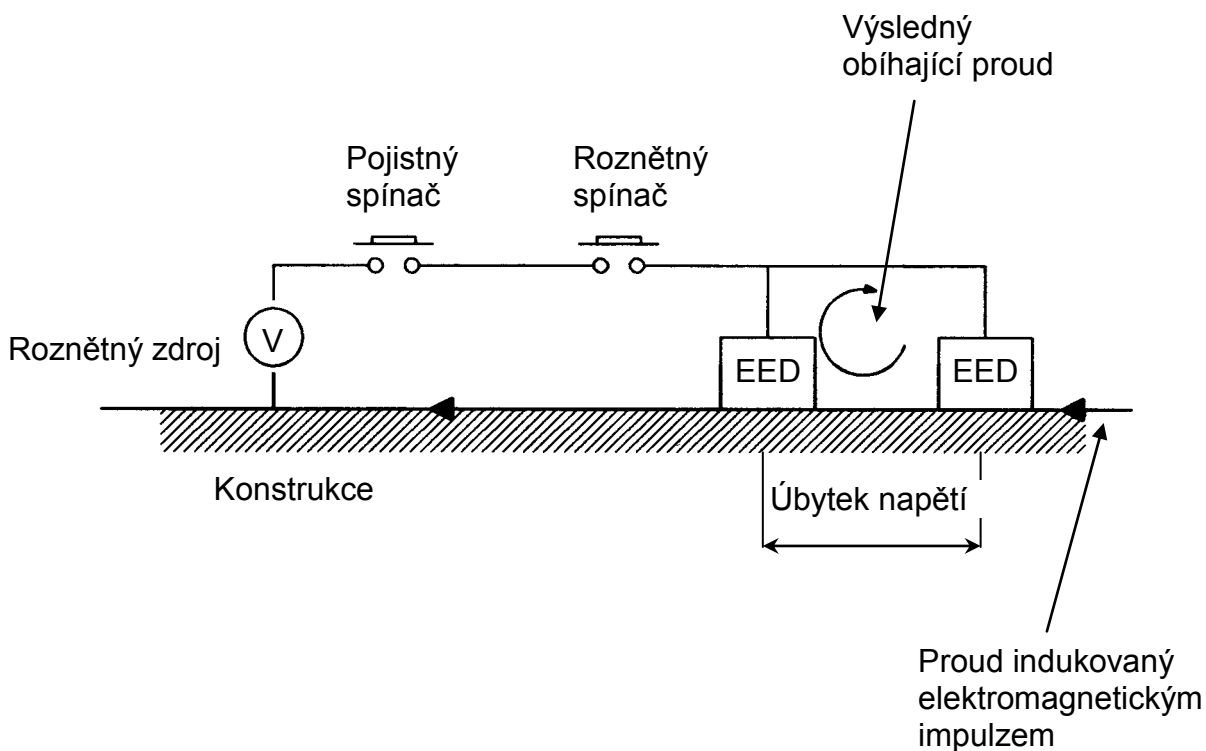 Výsledný
obíhající proud
Pojistný
spínač
Roznětný
spínač
Roznětný zdroj
V
EED
EED
Konstrukce
Úbytek napětí
Proud indukovaný
elektromagnetickým
impulzem